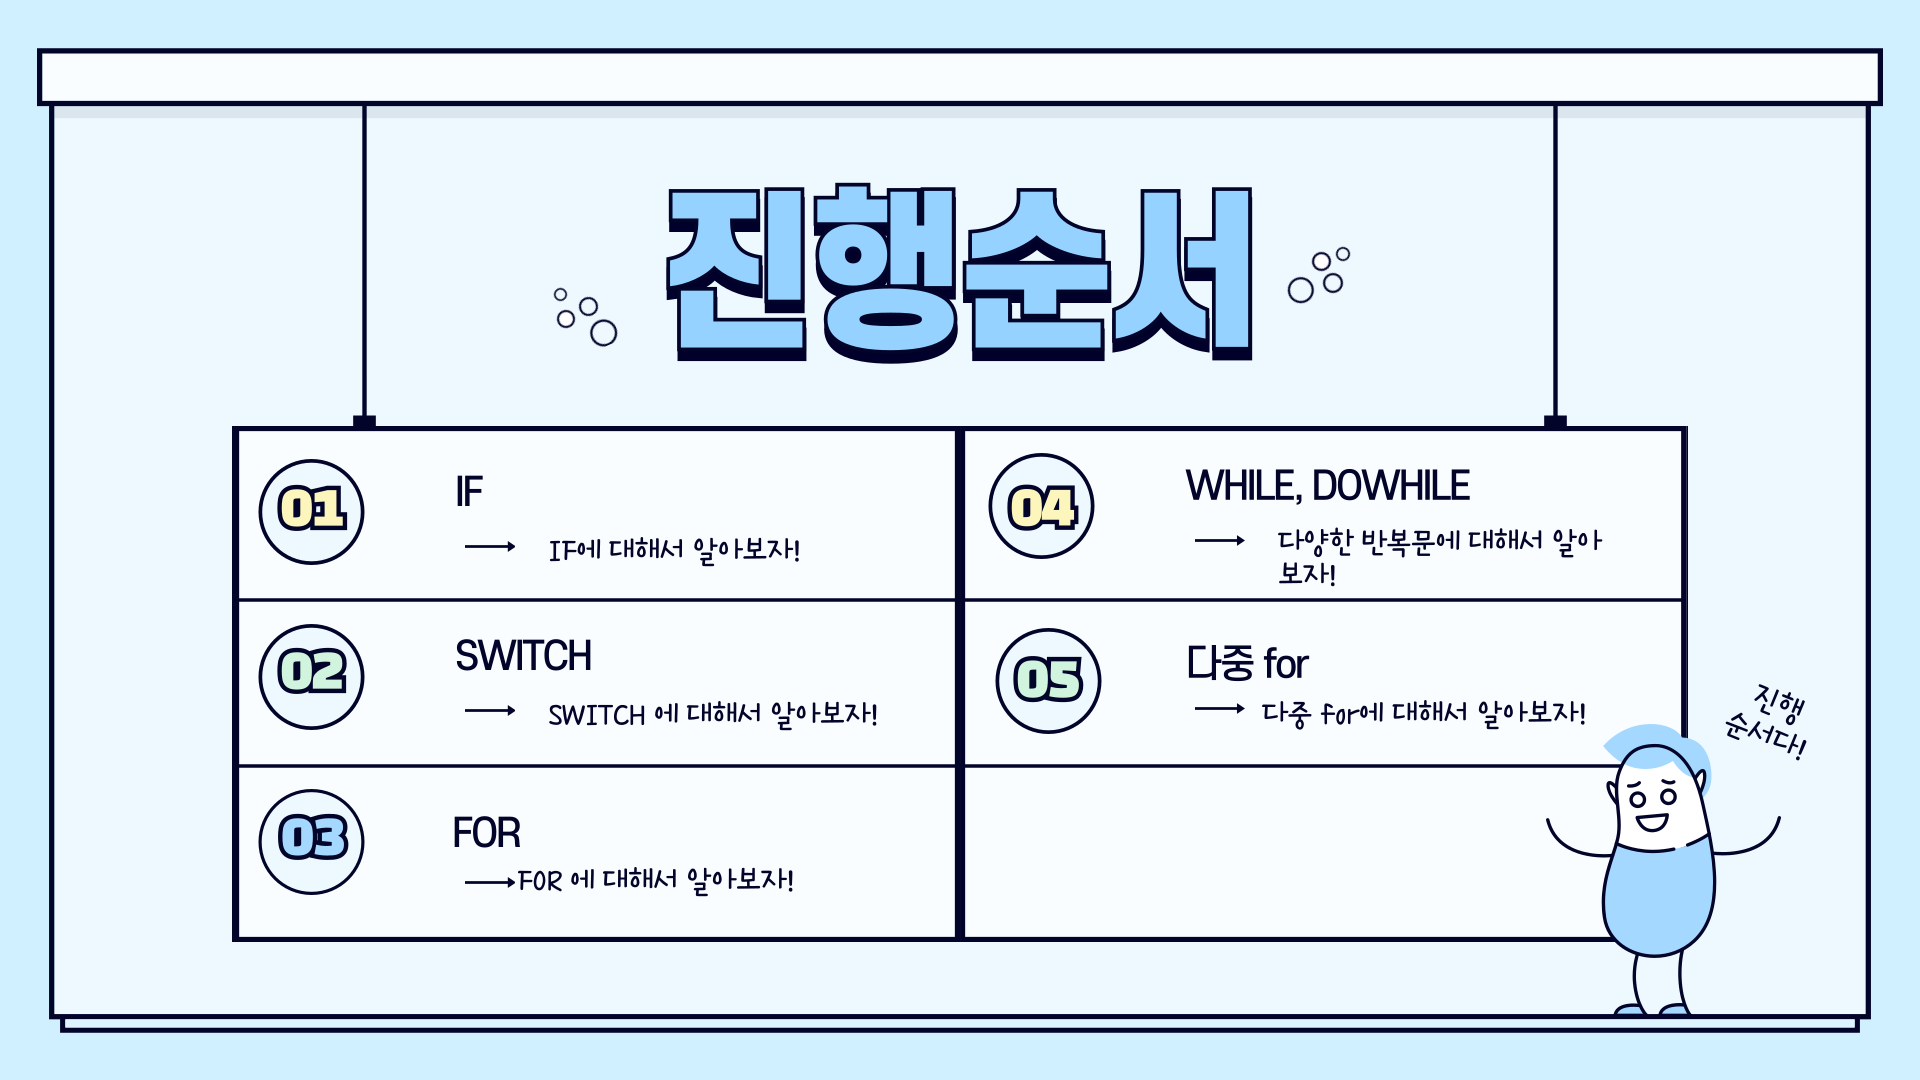 진행순서
01
IF
IF에 대해서 알아보자!
02
SWITCH
SWITCH 에 대해서 알아보자!
03
FOR
FOR 에 대해서 알아보자!
04
WHILE, DOWHILE
다양한 반복문에 대해서 알아
보자!
05
다중 for
다중 for에 대해서 알아보자!
진행
순서다!